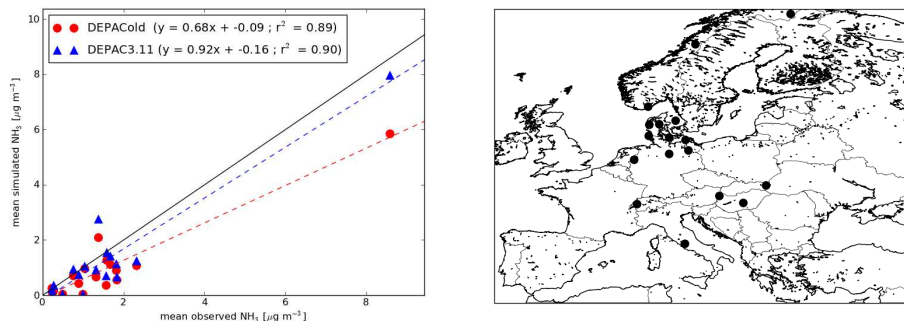 10
DEPACold (y = 0.68x + -0.09 ; r² = 0.89)
DEPAC3.11 (y = 0.92x + -0.16 ; r² = 0.90)
8
6
4
2
0
mean simulated NH₃ [μg m⁻³]
0 2 4 6 8
mean observed NH₃ [μg m⁻³]